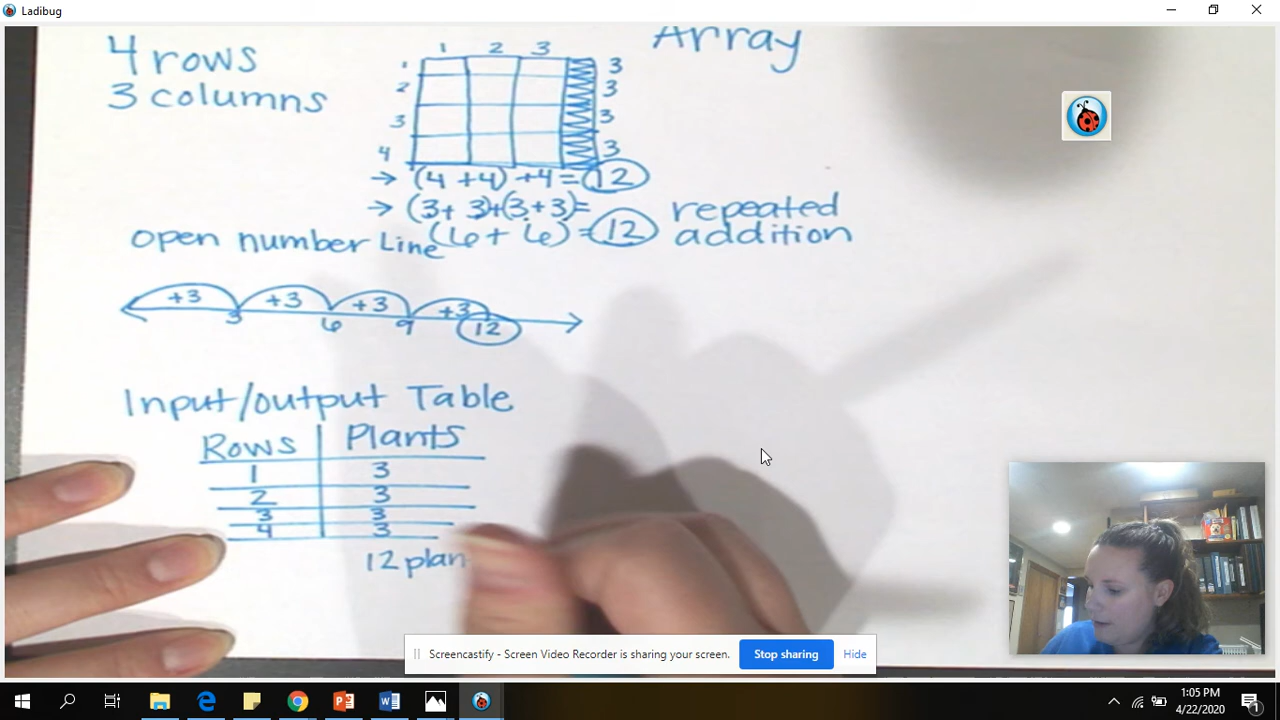 Ladibug
Array
4 rows
3 columns
1 2 3
1 3
2 3
3 3
4 3
→ (4 +4) +4 = 12
→ (3+ 3)+(3+3)=
(6+ 6) = 12
repeated
addition
open number Line
+3 +3 +3 +3
3 6 9 12
Input/output Table
Rows Plants
1 3
2 3
3 3
4 3
12 plan
Screencastify - Screen Video Recorder is sharing your screen. Stop sharing Hide
1:05 PM
4/22/2020